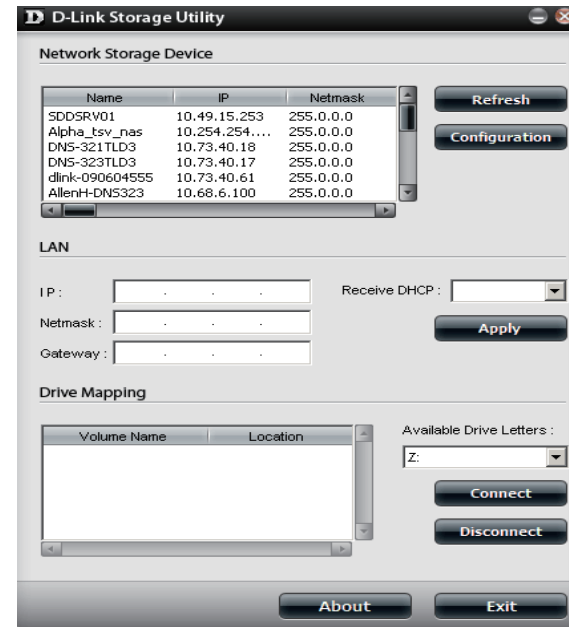 D D-Link Storage Utility
Network Storage Device
Name IP Netmask
SDDSRV01 10.49.15.253 255.0.0.0
Alpha_tsv_nas 10.254.254.... 255.0.0.0
DNS-321TLD3 10.73.40.18 255.0.0.0
DNS-323TLD3 10.73.40.17 255.0.0.0
dlink-090604555 10.73.40.61 255.0.0.0
AllenH-DNS323 10.68.6.100 255.0.0.0
Refresh
Configuration
LAN
IP : . . .
Receive DHCP :
Netmask : . . .
Apply
Gateway : . . .
Drive Mapping
Volume Name Location
Available Drive Letters :
Z:
Connect
Disconnect
About Exit